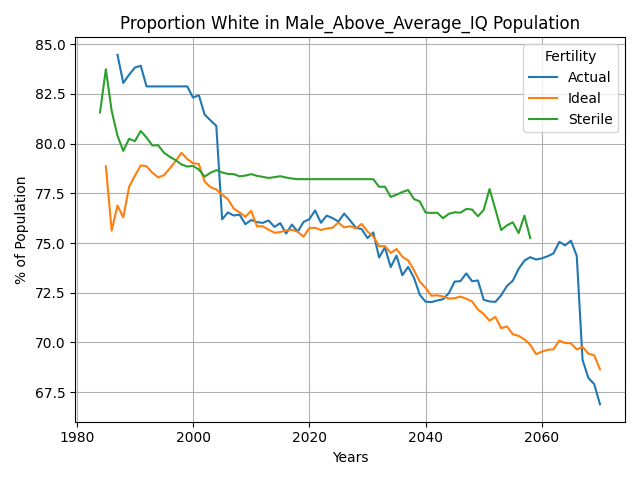 Proportion White in Male_Above_Average_IQ Population
85.0
82.5
80.0
77.5
75.0
72.5
70.0
67.5
% of Population
Fertility
Actual
Ideal
Sterile
1980
2000
2020
2040
2060
Years